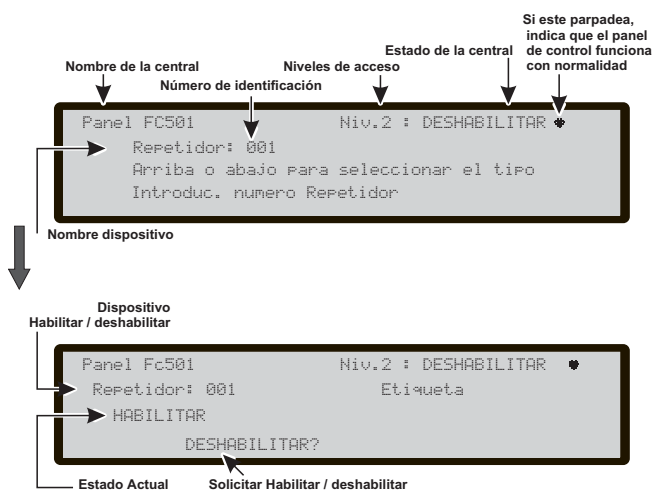 Si este parpadea,
indica que el panel
de control funciona
con normalidad
Estado de la central
Nombre de la central
Niveles de acceso
Número de identificación
Panel FC501 Niv.2 : DESHABILITAR
Repetidor: 001
Arriba o abajo para seleccionar el tipo
Introduc. numero Repetidor
Nombre dispositivo
Dispositivo
Habilitar / deshabilitar
Panel Fc501 Niv.2 : DESHABILITAR
Repetidor: 001 Etiqueta
HABILITAR
DESHABILITAR?
Estado Actual Solicitar Habilitar / deshabilitar